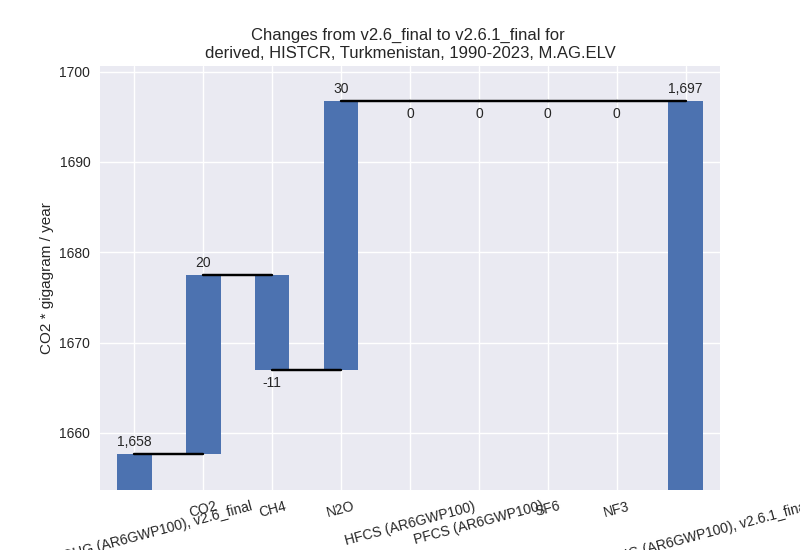 Changes from v2.6_final to v2.6.1_final for
derived, HISTCR, Turkmenistan, 1990-2023, M.AG.ELV
CO2 * gigagram / year
1700
1690
1680
1670
1660
1,658
20
-11
30
0
0
0
0
1,697
(AR6GWP100), v2.6_final
CO2
CH4
N2O
HFCS (AR6GWP100)
PFCS (AR6GWP100)
SF6
NF3
(AR6GWP100), v2.6.1_final